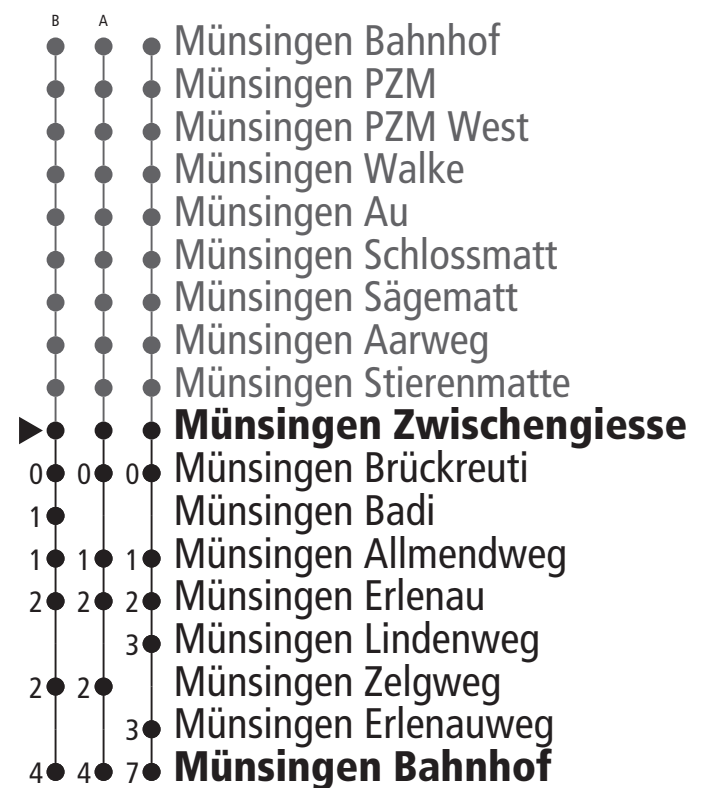 B A
Münsingen Bahnhof
Münsingen PZM
Münsingen PZM West
Münsingen Walke
Münsingen Au
Münsingen Schlossmatt
Münsingen Sägematt
Münsingen Aarweg
Münsingen Stierenmatte
Münsingen Zwischengiesse
0 0 0 Münsingen Brückreuti
1 Münsingen Badi
1 1 1 Münsingen Allmendweg
2 2 2 Münsingen Erlenau
3 Münsingen Lindenweg
2 2 Münsingen Zelgweg
3 Münsingen Erlenauweg
4 4 7 Münsingen Bahnhof